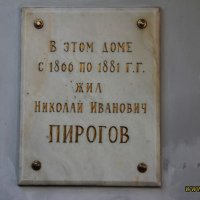 В ЭТОМ ДОМЕ
С 1866 ПО 1881 Г.Г.
ЖИЛ
НИКОЛАЙ ИВАНОВИЧ
ПИРОГОВ